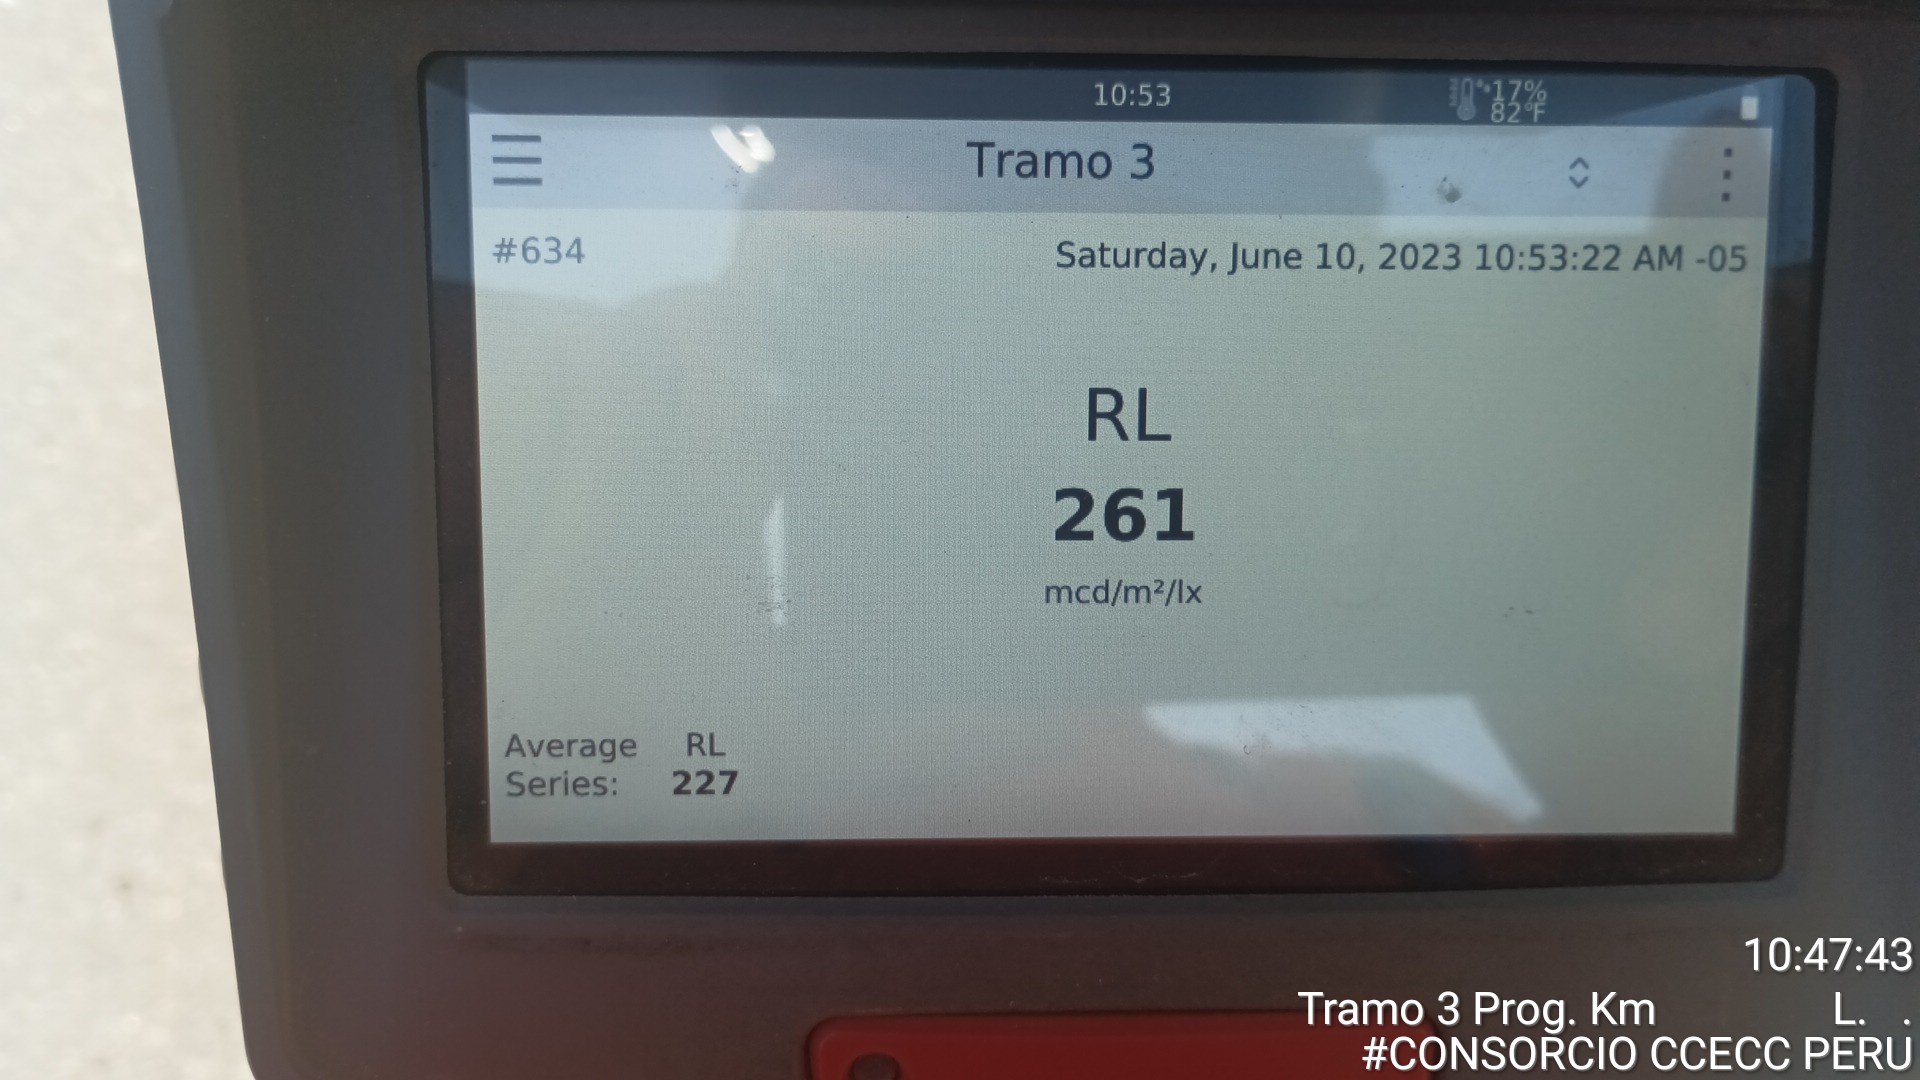 10:53
17%
82°F
Tramo 3
#634
Saturday, June 10, 2023 10:53:22 AM -05
RL
261
mcd/m²/lx
Average RL
Series: 227
10:47:43
Tramo 3 Prog. Km L. .
#CONSORCIO CCECC PERU